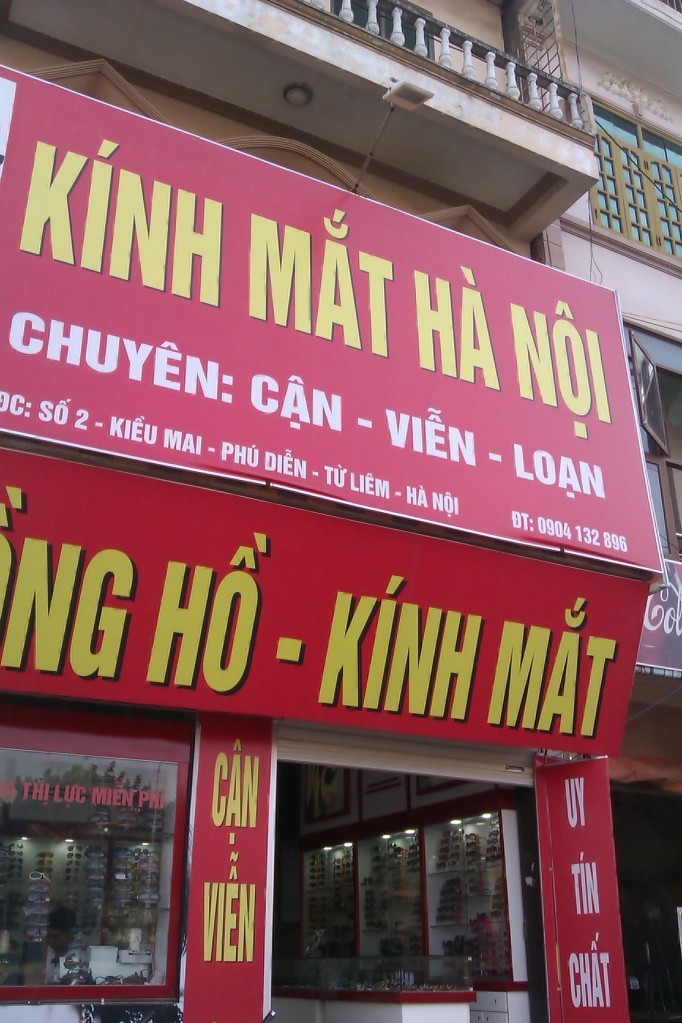 KÍNH MẮT HÀ NỘI
CHUYÊN: CẬN - VIỄN - LOẠN
ĐC: SỐ 2 - KIỀU MAI - PHÚ DIỄN - TỪ LIÊM - HÀ NỘI
ĐT: 0904 132 896
ỒNG HỒ - KÍNH MẮT
THỊ LỰC MIỄN PHÍ
CẬN
-
VIỄN
UY
TÍN
CHẤT